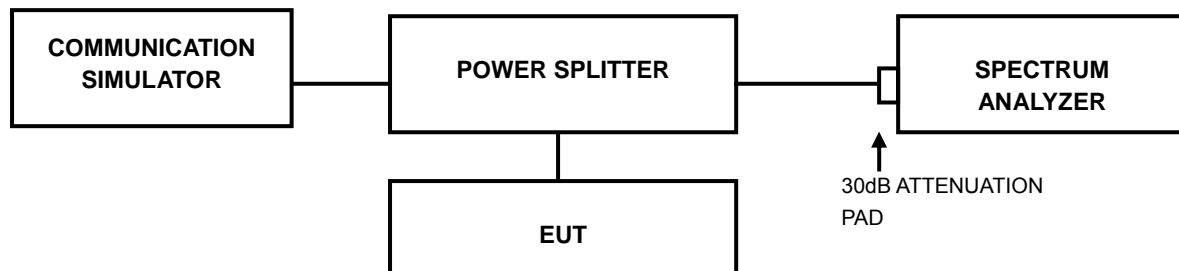 COMMUNICATION
SIMULATOR
POWER SPLITTER
SPECTRUM
ANALYZER
30dB ATTENUATION
PAD
EUT